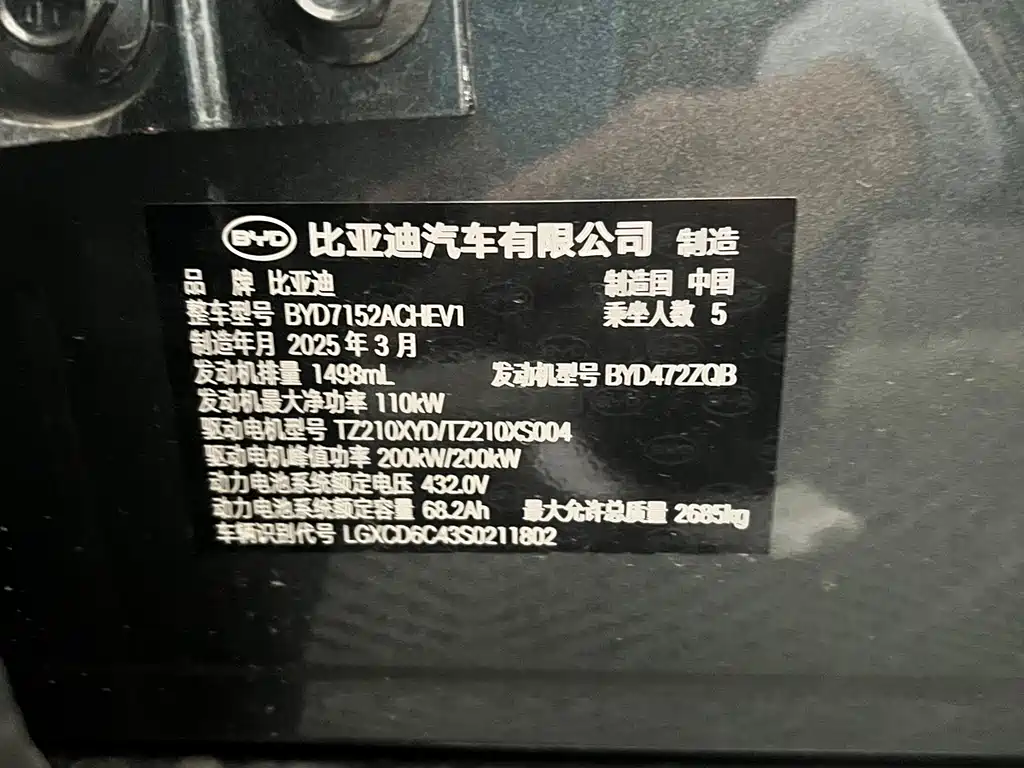 BYD 比亚迪汽车有限公司 制造
品 牌 比亚迪 制造国 中国
整车型号 BYD7152ACHEV1 乘坐人数 5
制造年月 2025 年 3 月
发动机排量 1498mL 发动机型号 BYD472ZQB
发动机最大净功率 110kW
驱动电机型号 TZ210XYD/TZ210XS004
驱动电机峰值功率 200kW/200kW
动力电池系统额定电压 432.0V
动力电池系统额定容量 68.2Ah 最大允许总质量 2685kg
车辆识别代号 LGXCD6C43S0211802